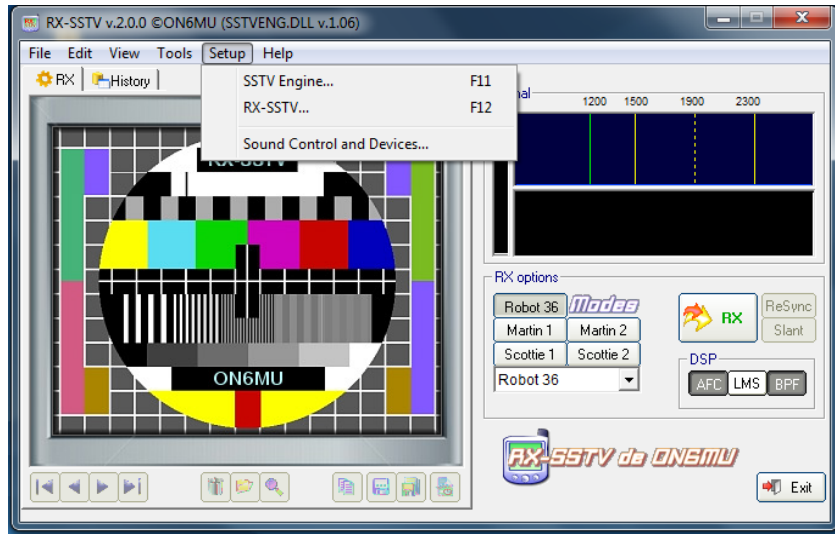 RX-SSTV v.2.0.0 ©ON6MU (SSTVENG.DLL v.1.06)
File Edit View Tools Setup Help
RX History
SSTV Engine... F11
RX-SSTV... F12
Sound Control and Devices...
1200 1500 1900 2300
RX-SSTV
ON6MU
RX options
Robot 36 Modes
Martin 1 Martin 2
Scottie 1 Scottie 2
Robot 36
RX
ReSync
Slant
DSP
AFC LMS BPF
RX-SSTV de ON6MU
Exit